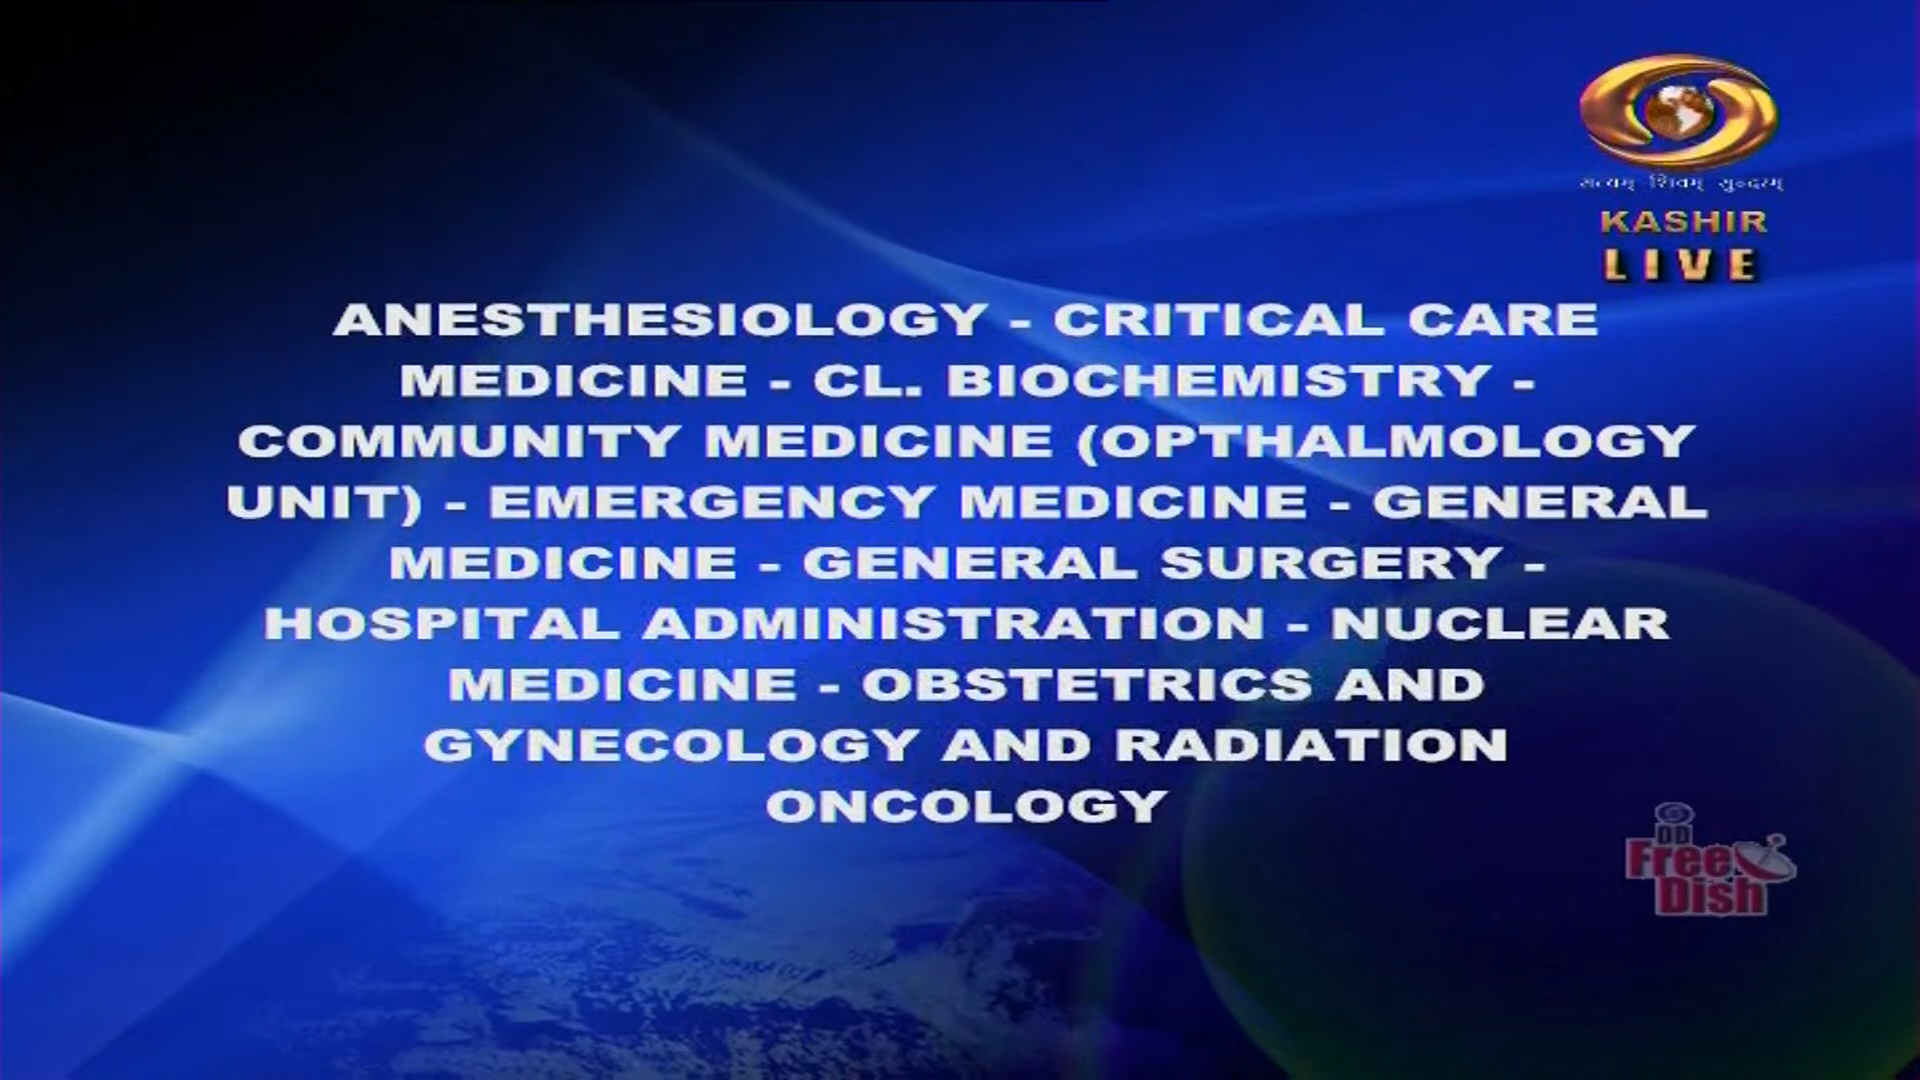 सत्यम् शिवम् सुन्दरम्
KASHIR
LIVE
ANESTHESIOLOGY - CRITICAL CARE
MEDICINE - CL. BIOCHEMISTRY -
COMMUNITY MEDICINE (OPTHALMOLOGY
UNIT) - EMERGENCY MEDICINE - GENERAL
MEDICINE - GENERAL SURGERY -
HOSPITAL ADMINISTRATION - NUCLEAR
MEDICINE - OBSTETRICS AND
GYNECOLOGY AND RADIATION
ONCOLOGY
DD
Free
Dish